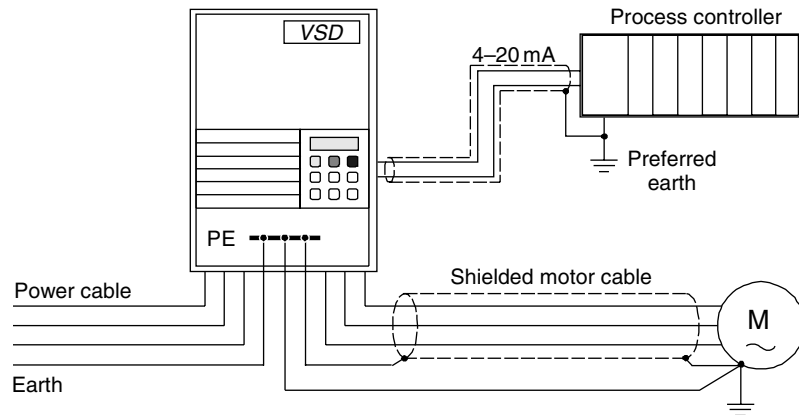 VSD
Process controller
4–20 mA
Preferred
earth
PE
Power cable
Shielded motor cable
M
Earth